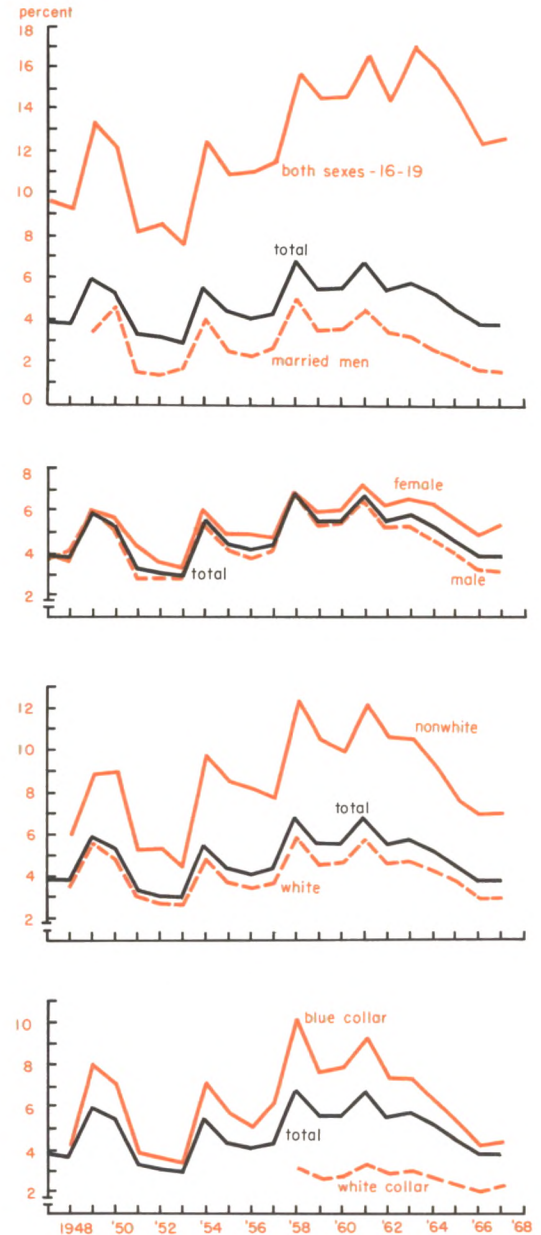 percent
18
16
14
12
10
8
6
4
2
0
both sexes - 16-19
total
married men
8
6
4
2
female
total
male
12
10
8
6
4
2
nonwhite
total
white
10
8
6
4
2
blue collar
total
white collar
1948 '50 '52 '54 '56 '58 '60 '62 '64 '66 '68